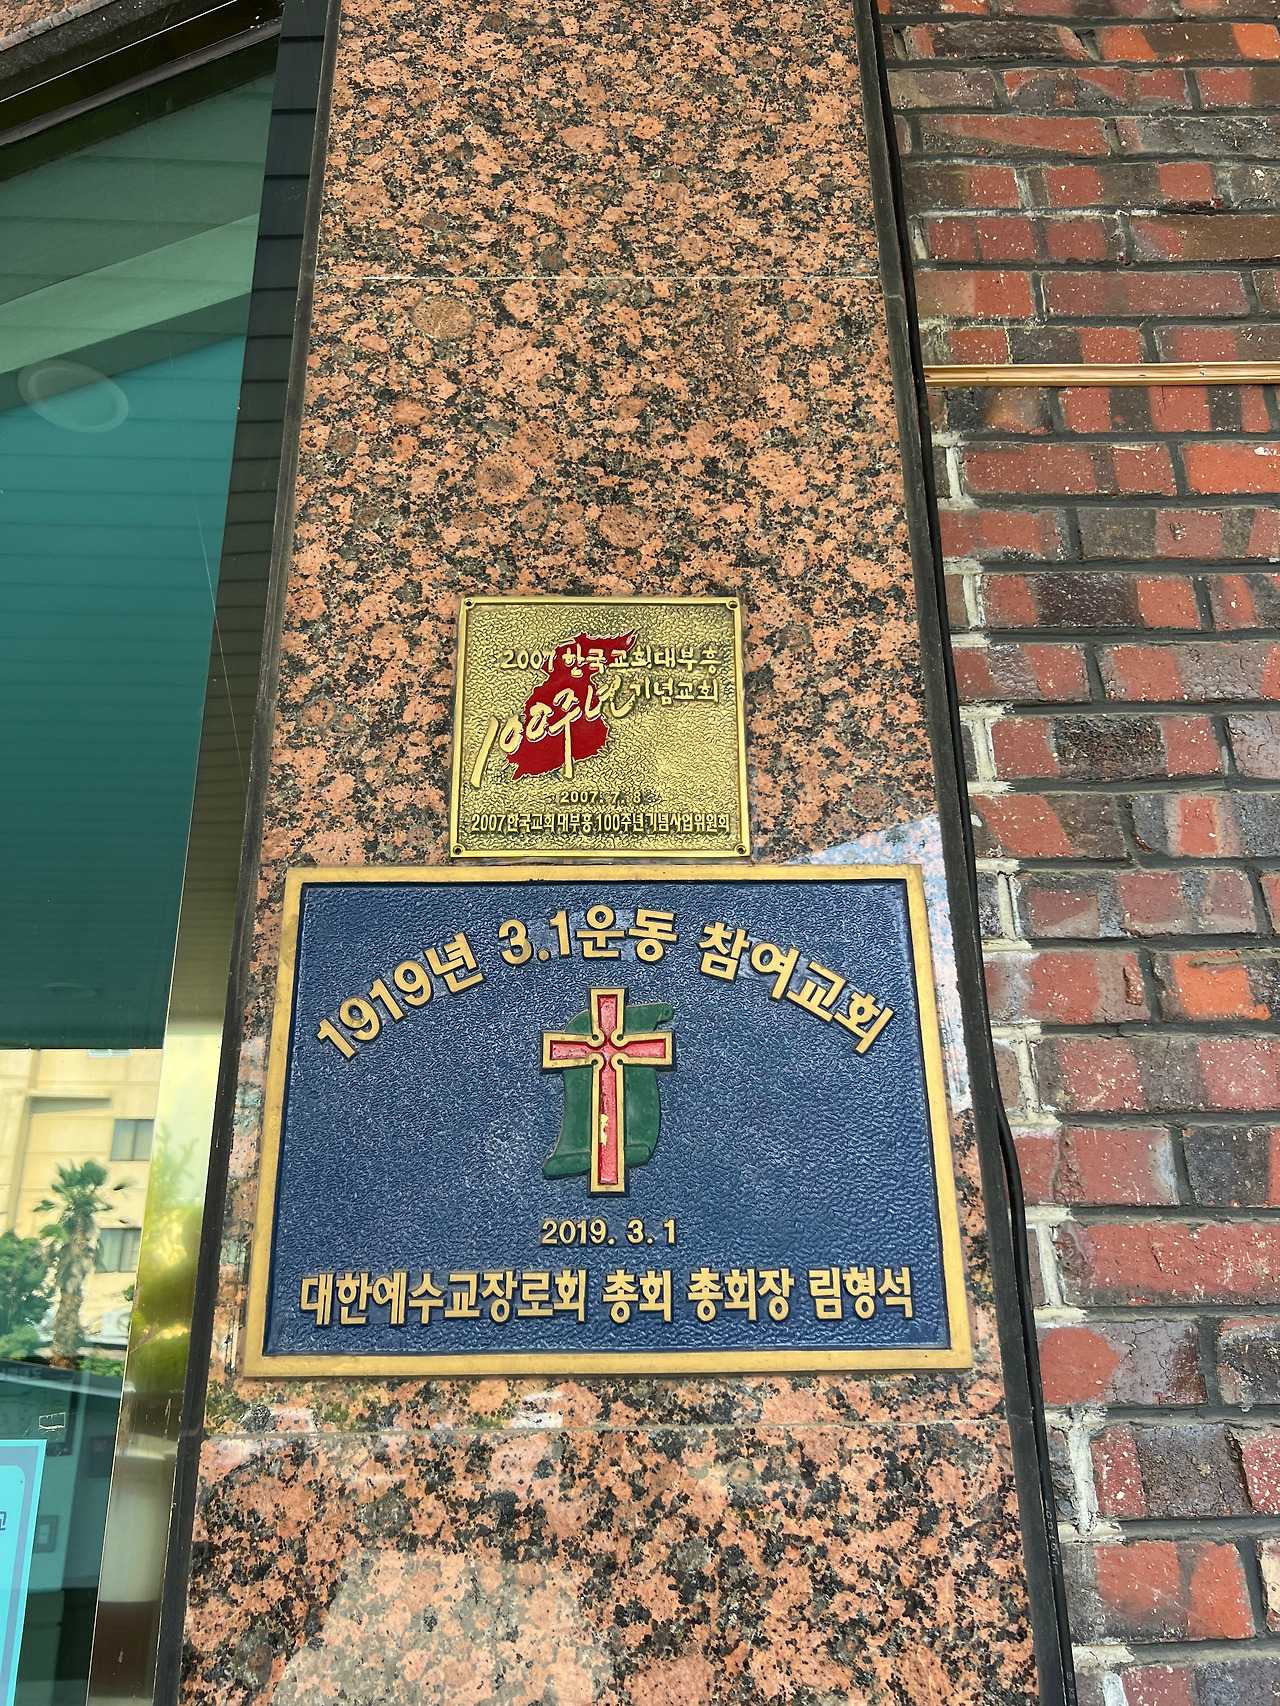 2007 한국교회대부흥
100주년 기념교회
2007. 7. 8
2007한국교회대부흥100주년기념사업위원회
1919년 3.1운동 참여교회
2019. 3. 1
대한예수교장로회 총회 총회장 림형석